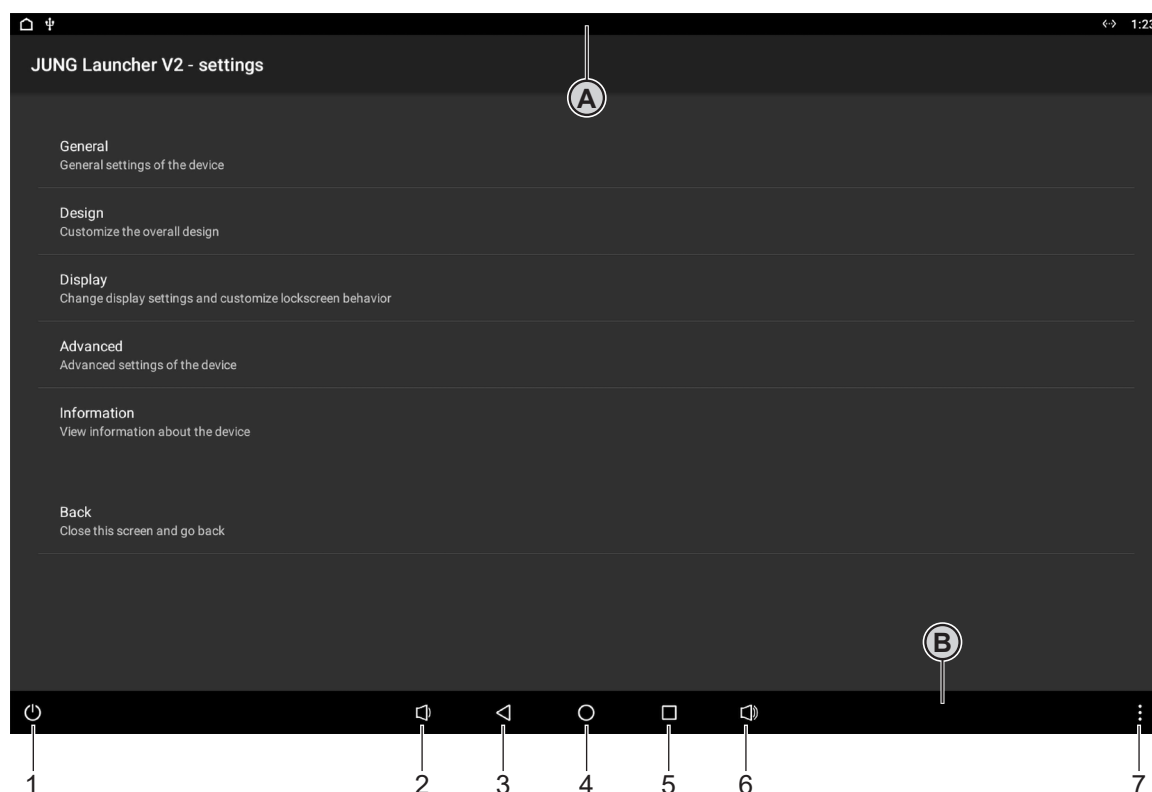 1:23
JUNG Launcher V2 - settings
A
General
General settings of the device
Design
Customize the overall design
Display
Change display settings and customize lockscreen behavior
Advanced
Advanced settings of the device
Information
View information about the device
Back
Close this screen and go back
B
1 2 3 4 5 6 7